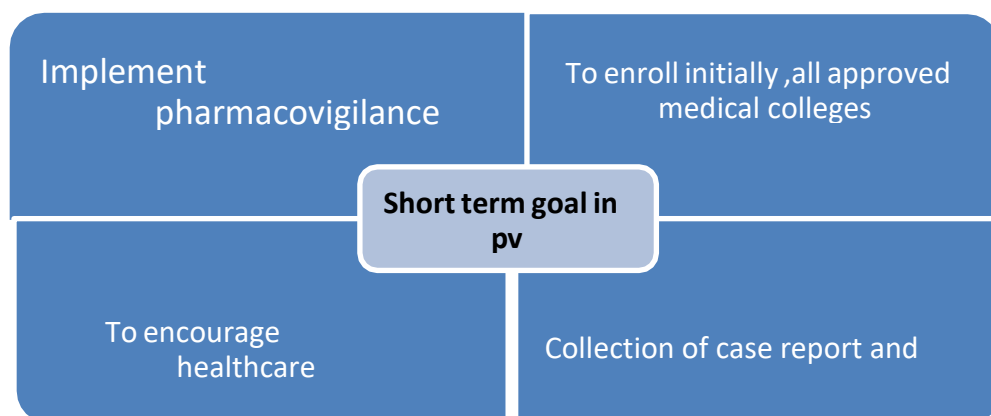 Implement
pharmacovigilance
To enroll initially ,all approved
medical colleges
Short term goal in
pv
To encourage
healthcare
Collection of case report and